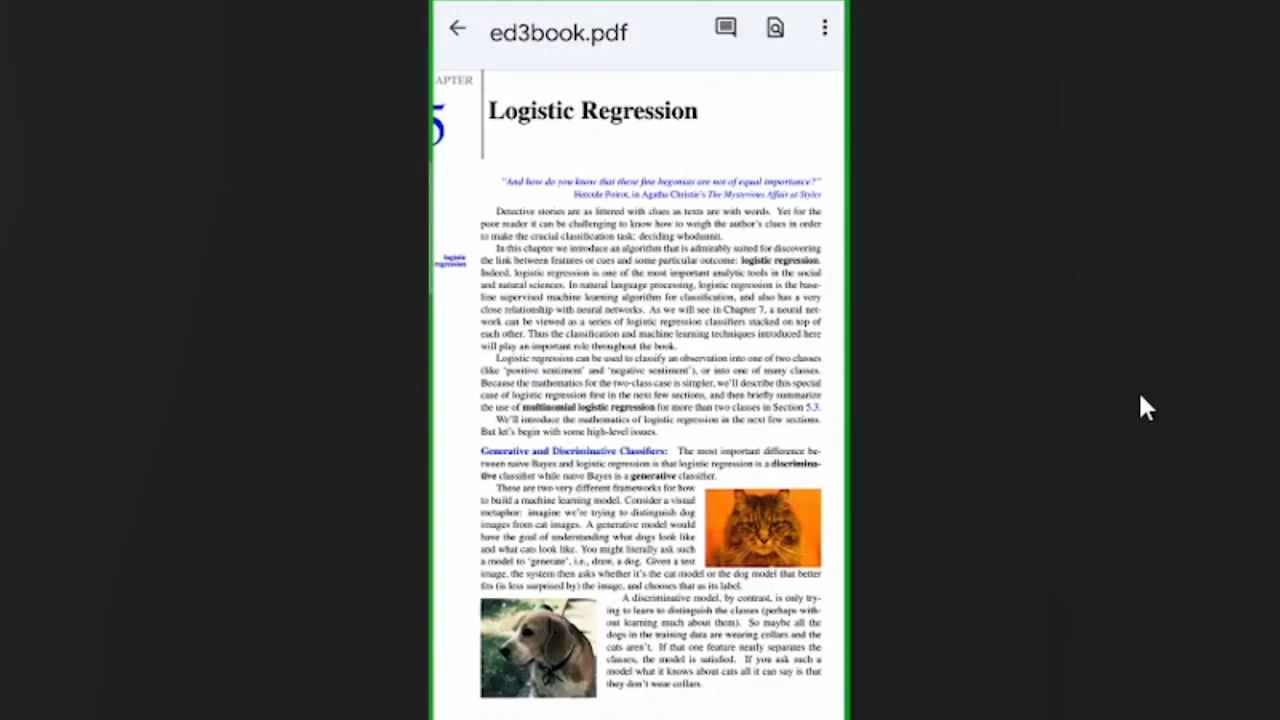 ed3book.pdf
APTER
5
Logistic Regression
"And how do you know that these fine begonias are not of equal importance?"
Hercule Poirot, in Agatha Christie's The Mysterious Affair at Styles
Detective stories are as littered with clues as texts are with words. Yet for the
poor reader it can be challenging to know how to weigh the author's clues in order
to make the crucial classification task: deciding whodunnit.
In this chapter we introduce an algorithm that is admirably suited for discovering
logistic
regression
the link between features or cues and some particular outcome: logistic regression.
Indeed, logistic regression is one of the most important analytic tools in the social
and natural sciences. In natural language processing, logistic regression is the base-
line supervised machine learning algorithm for classification, and also has a very
close relationship with neural networks. As we will see in Chapter 7, a neural net-
work can be viewed as a series of logistic regression classifiers stacked on top of
each other. Thus the classification and machine learning techniques introduced here
will play an important role throughout the book.
Logistic regression can be used to classify an observation into one of two classes
(like 'positive sentiment' and 'negative sentiment'), or into one of many classes.
Because the mathematics for the two-class case is simpler, we'll describe this special
case of logistic regression first in the next few sections, and then briefly summarize
the use of multinomial logistic regression for more than two classes in Section 5.3.
We'll introduce the mathematics of logistic regression in the next few sections.
But let's begin with some high-level issues.
Generative and Discriminative Classifiers: The most important difference be-
tween naive Bayes and logistic regression is that logistic regression is a discrimina-
tive classifier while naive Bayes is a generative classifier.
These are two very different frameworks for how
to build a machine learning model. Consider a visual
metaphor: imagine we're trying to distinguish dog
images from cat images. A generative model would
have the goal of understanding what dogs look like
and what cats look like. You might literally ask such
a model to 'generate', i.e., draw, a dog. Given a test
image, the system then asks whether it's the cat model or the dog model that better
fits (is less surprised by) the image, and chooses that as its label.
A discriminative model, by contrast, is only try-
ing to learn to distinguish the classes (perhaps with-
out learning much about them). So maybe all the
dogs in the training data are wearing collars and the
cats aren't. If that one feature neatly separates the
classes, the model is satisfied. If you ask such a
model what it knows about cats all it can say is that
they don't wear collars.